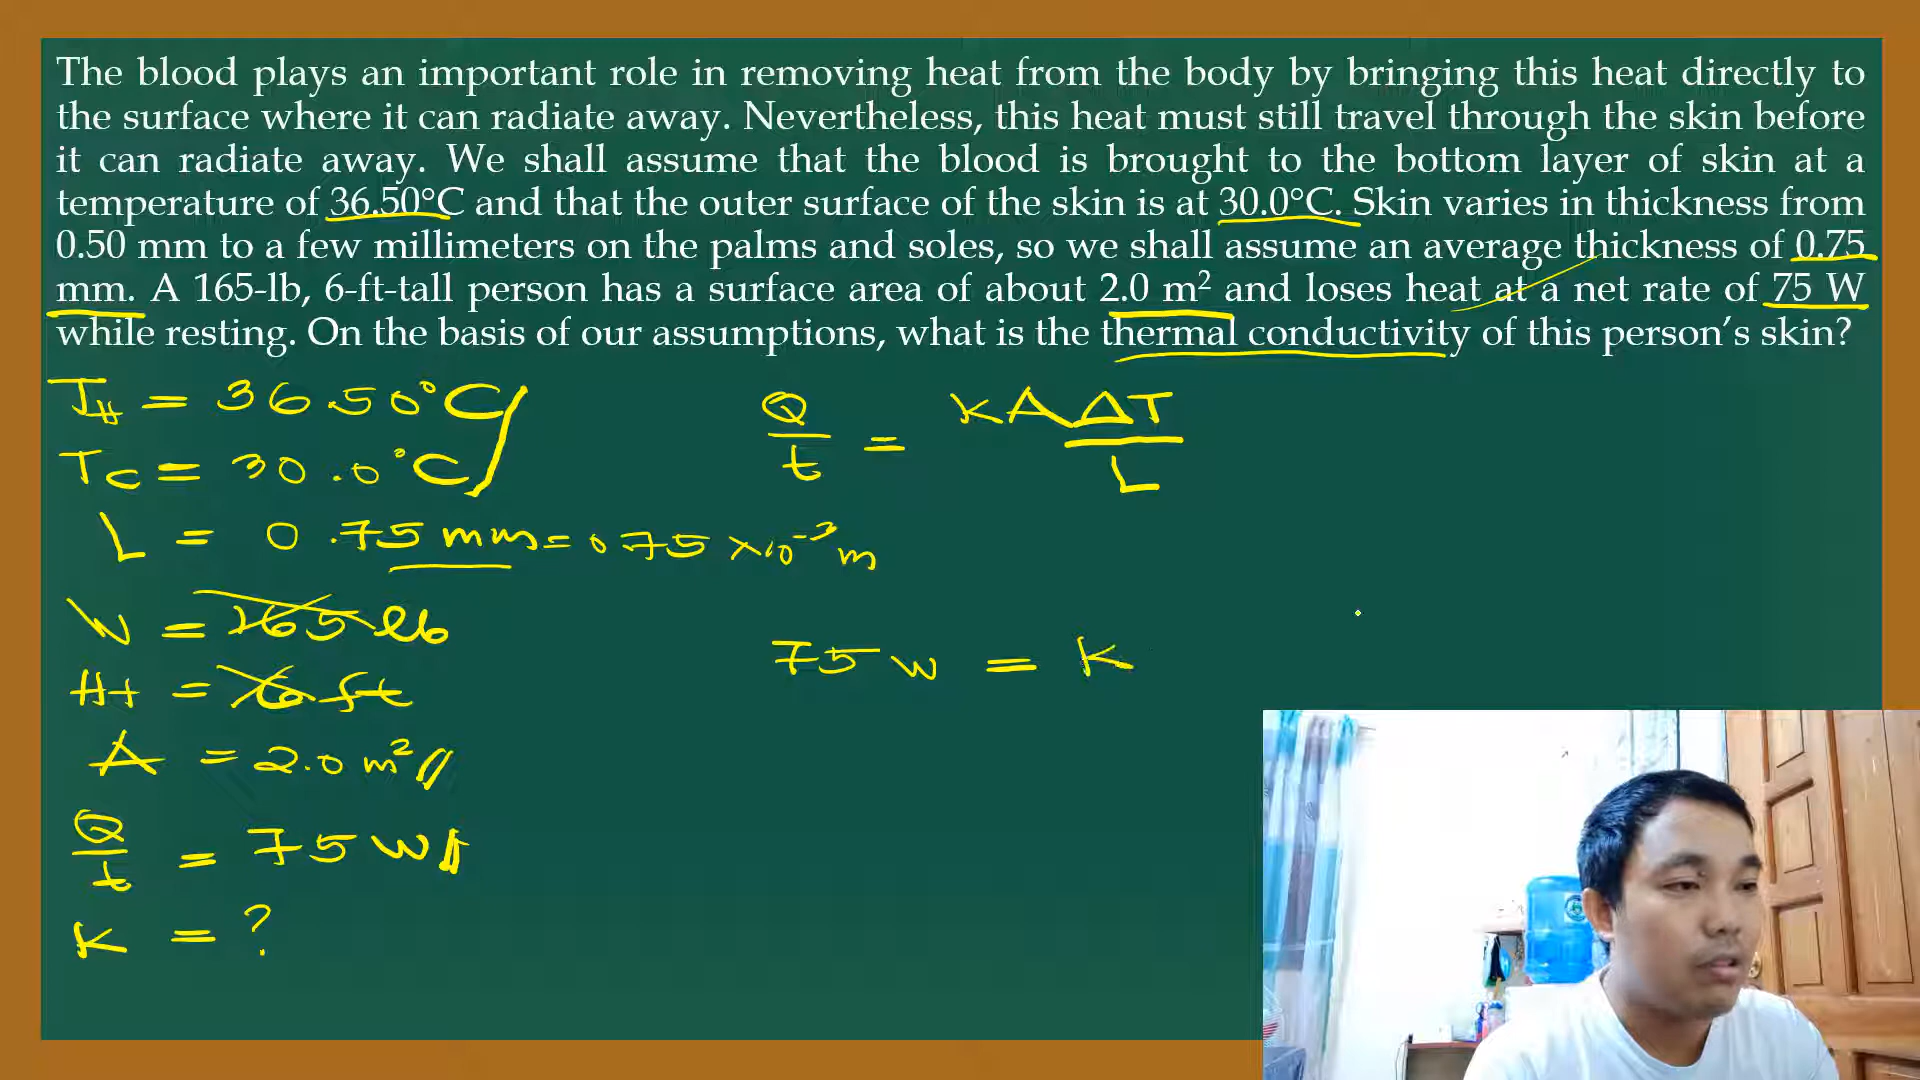 The blood plays an important role in removing heat from the body by bringing this heat directly to
the surface where it can radiate away. Nevertheless, this heat must still travel through the skin before
it can radiate away. We shall assume that the blood is brought to the bottom layer of skin at a
temperature of 36.50°C and that the outer surface of the skin is at 30.0°C. Skin varies in thickness from
0.50 mm to a few millimeters on the palms and soles, so we shall assume an average thickness of 0.75
mm. A 165-lb, 6-ft-tall person has a surface area of about 2.0 m² and loses heat at a net rate of 75 W
while resting. On the basis of our assumptions, what is the thermal conductivity of this person's skin?
T_H = 36.50°C
T_C = 30.0°C
L = 0.75 mm = 0.75 × 10⁻³ m
W = 165 lb
Ht = 6 ft
A = 2.0 m²
Q/t = 75 W
K = ?
Q/t = KAΔT/L
75 W = K